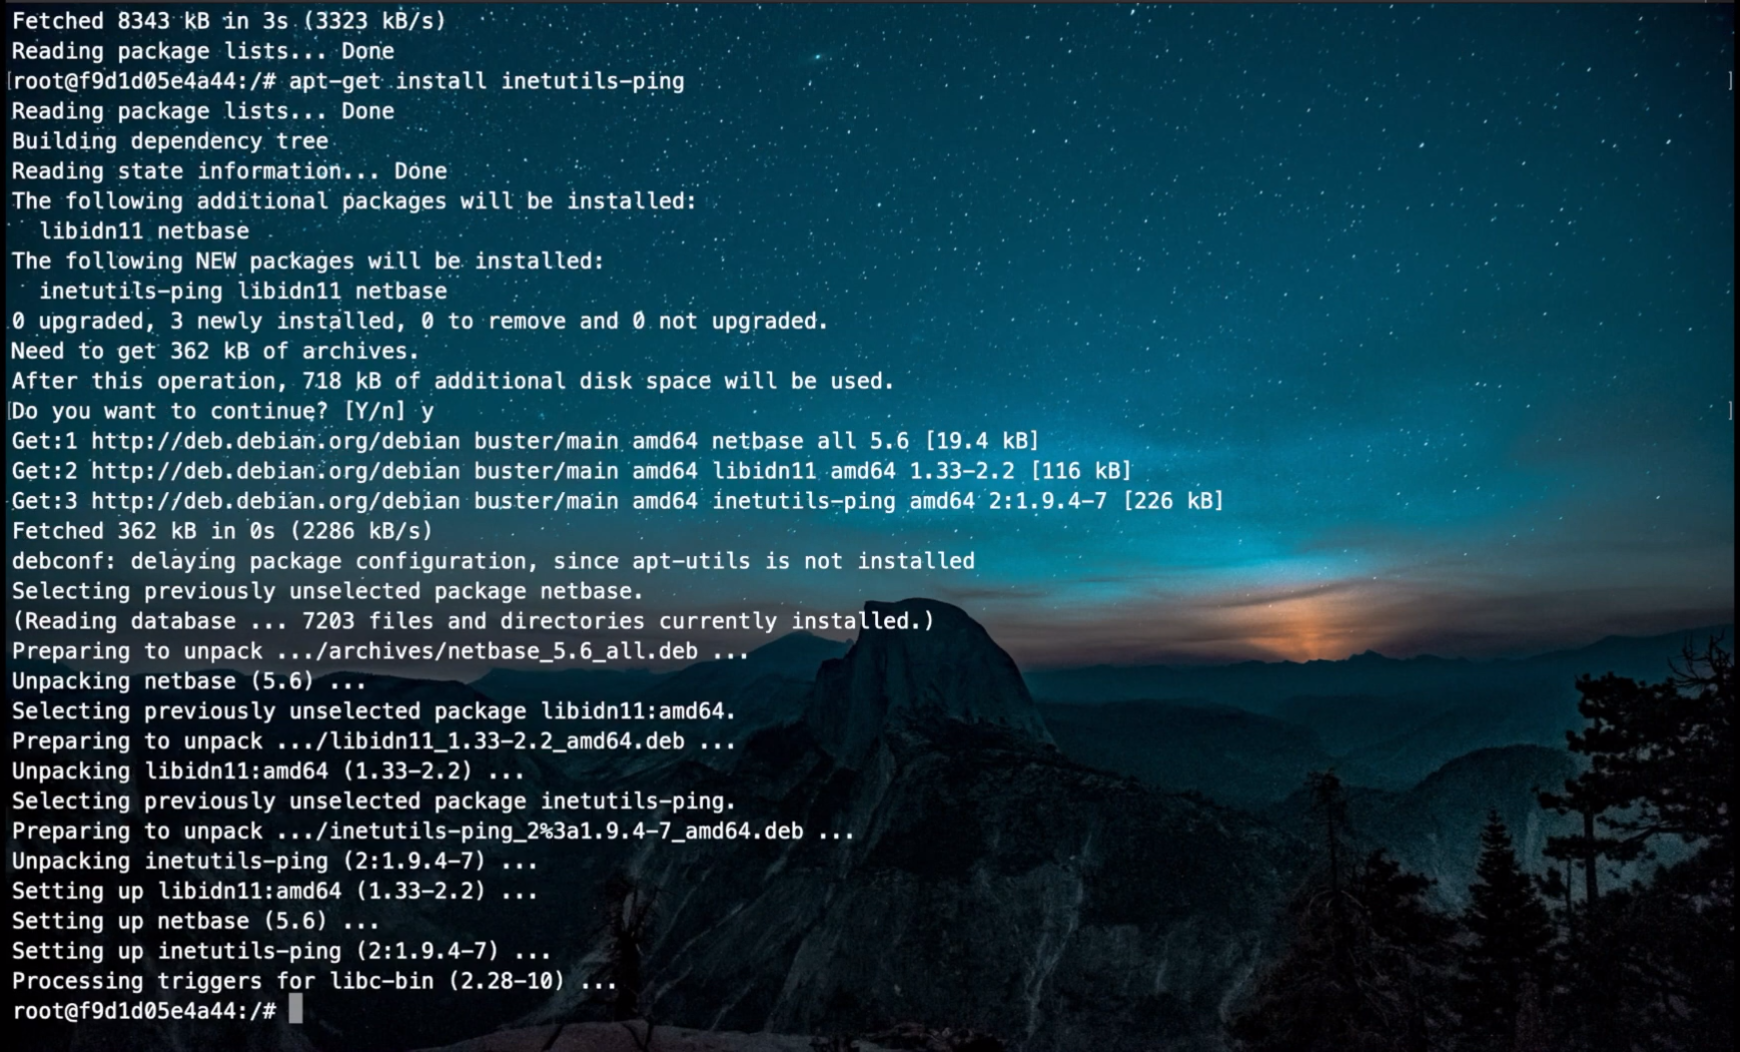 Fetched 8343 kB in 3s (3323 kB/s)
Reading package lists... Done
[root@f9d1d05e4a44:/# apt-get install inetutils-ping ]
Reading package lists... Done
Building dependency tree
Reading state information... Done
The following additional packages will be installed:
  libidn11 netbase
The following NEW packages will be installed:
  inetutils-ping libidn11 netbase
0 upgraded, 3 newly installed, 0 to remove and 0 not upgraded.
Need to get 362 kB of archives.
After this operation, 718 kB of additional disk space will be used.
[Do you want to continue? [Y/n] y ]
Get:1 http://deb.debian.org/debian buster/main amd64 netbase all 5.6 [19.4 kB]
Get:2 http://deb.debian.org/debian buster/main amd64 libidn11 amd64 1.33-2.2 [116 kB]
Get:3 http://deb.debian.org/debian buster/main amd64 inetutils-ping amd64 2:1.9.4-7 [226 kB]
Fetched 362 kB in 0s (2286 kB/s)
debconf: delaying package configuration, since apt-utils is not installed
Selecting previously unselected package netbase.
(Reading database ... 7203 files and directories currently installed.)
Preparing to unpack .../archives/netbase_5.6_all.deb ...
Unpacking netbase (5.6) ...
Selecting previously unselected package libidn11:amd64.
Preparing to unpack .../libidn11_1.33-2.2_amd64.deb ...
Unpacking libidn11:amd64 (1.33-2.2) ...
Selecting previously unselected package inetutils-ping.
Preparing to unpack .../inetutils-ping_2%3a1.9.4-7_amd64.deb ...
Unpacking inetutils-ping (2:1.9.4-7) ...
Setting up libidn11:amd64 (1.33-2.2) ...
Setting up netbase (5.6) ...
Setting up inetutils-ping (2:1.9.4-7) ...
Processing triggers for libc-bin (2.28-10) ...
root@f9d1d05e4a44:/#